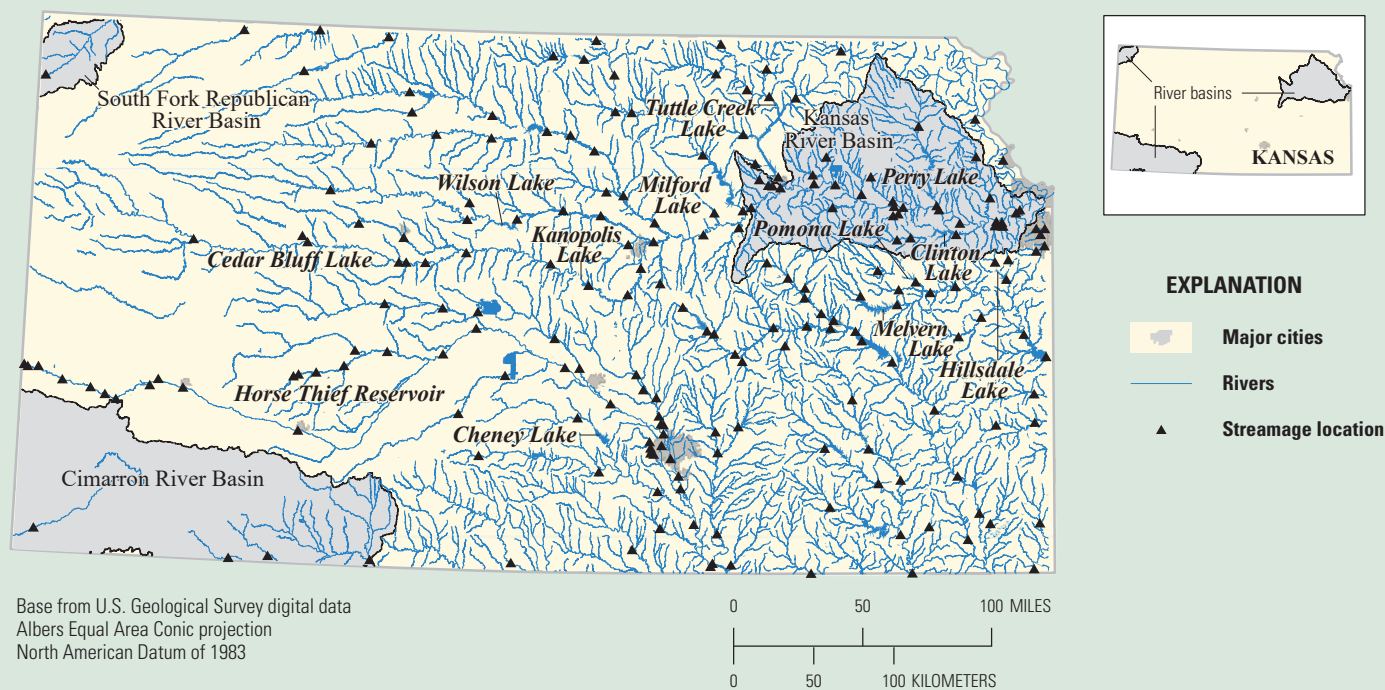 South Fork Republican
River Basin
Tuttle Creek
Lake
Kansas
River Basin
Wilson Lake
Milford
Lake
Perry Lake
Kanopolis
Lake
Pomona Lake
Cedar Bluff Lake
Clinton
Lake
Melvern
Lake
Hillsdale
Lake
Horse Thief Reservoir
Cheney Lake
Cimarron River Basin
River basins
KANSAS
EXPLANATION
Major cities
Rivers
Streamage location
Base from U.S. Geological Survey digital data
Albers Equal Area Conic projection
North American Datum of 1983
0 50 100 MILES
0 50 100 KILOMETERS